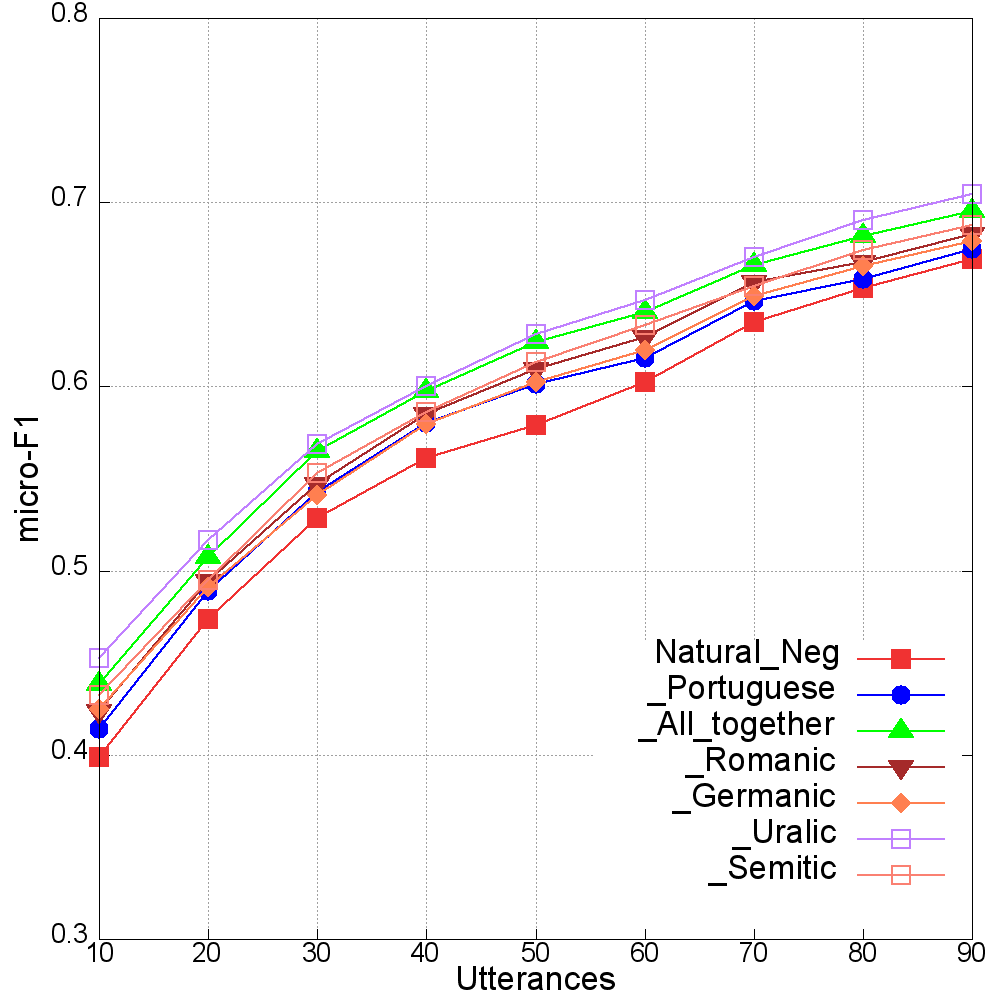 0.8
0.7
0.6
0.5
0.4
0.3
micro-F1
10 20 30 40 50 60 70 80 90
Utterances
Natural_Neg
_Portuguese
_All_together
_Romanic
_Germanic
_Uralic
_Semitic